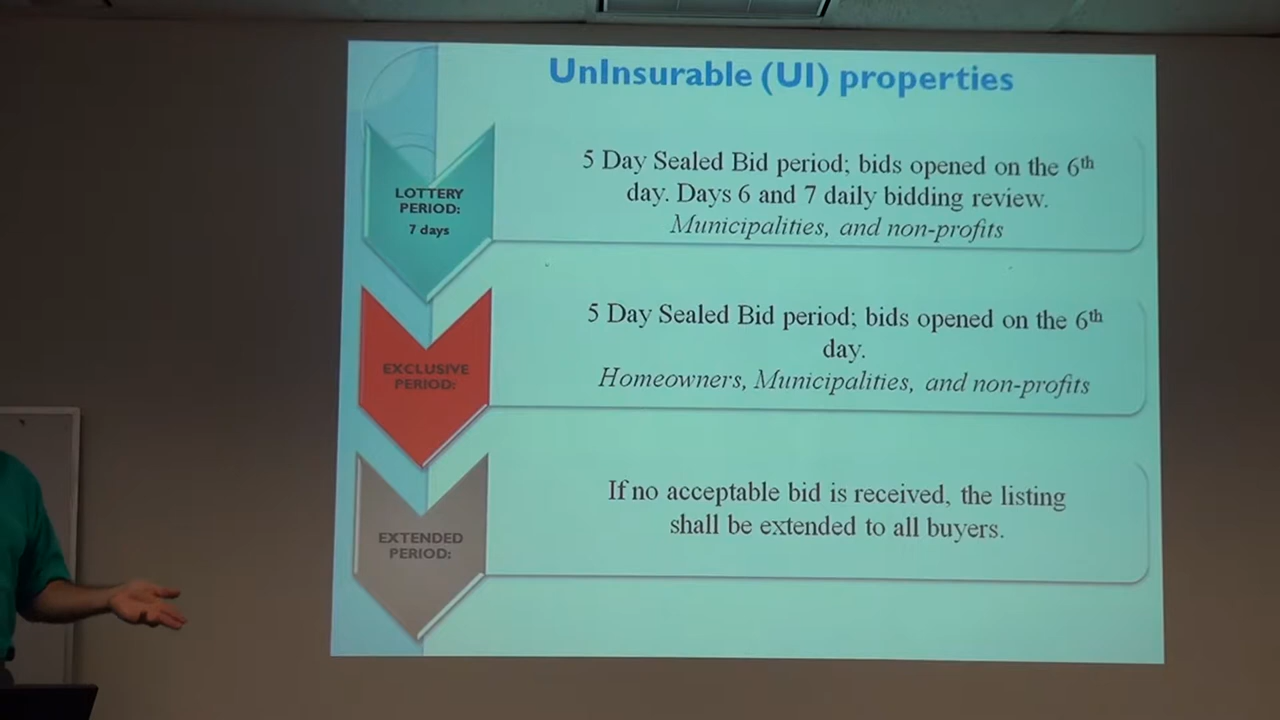 UnInsurable (UI) properties
LOTTERY
PERIOD:
7 days
5 Day Sealed Bid period; bids opened on the 6th
day. Days 6 and 7 daily bidding review.
Municipalities, and non-profits
EXCLUSIVE
PERIOD:
5 Day Sealed Bid period; bids opened on the 6th
day.
Homeowners, Municipalities, and non-profits
EXTENDED
PERIOD:
If no acceptable bid is received, the listing
shall be extended to all buyers.